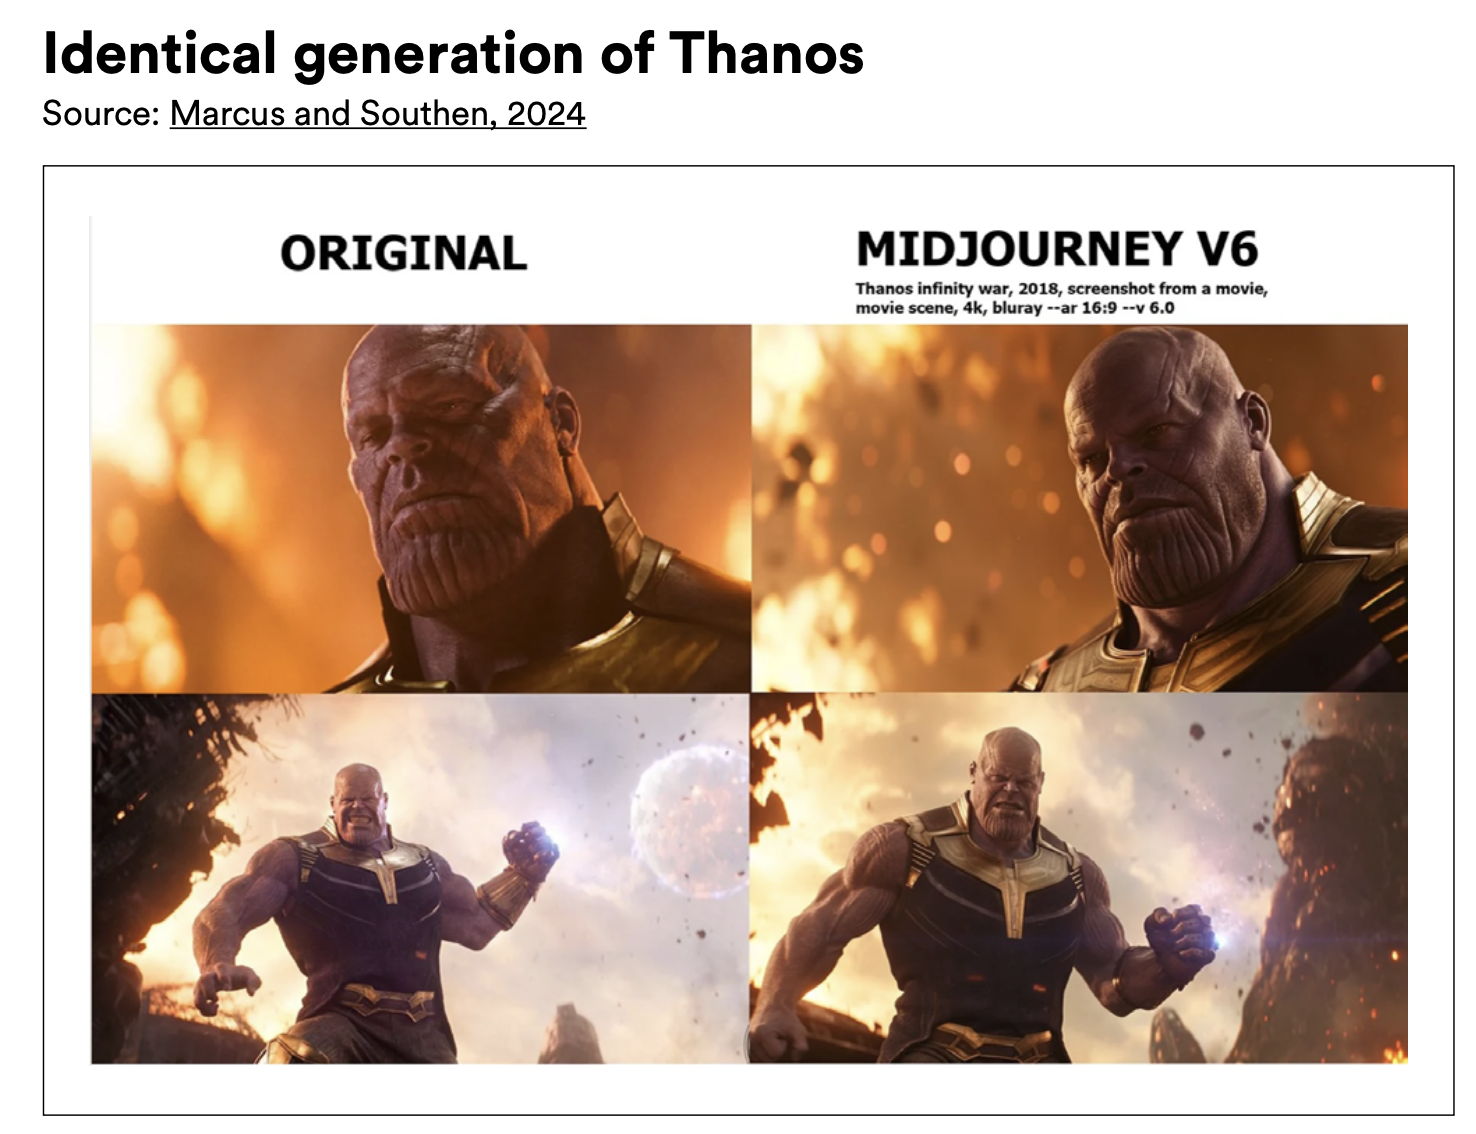 Identical generation of Thanos
Source: Marcus and Southen, 2024
ORIGINAL
MIDJOURNEY V6
Thanos infinity war, 2018, screenshot from a movie,
movie scene, 4k, bluray --ar 16:9 --v 6.0